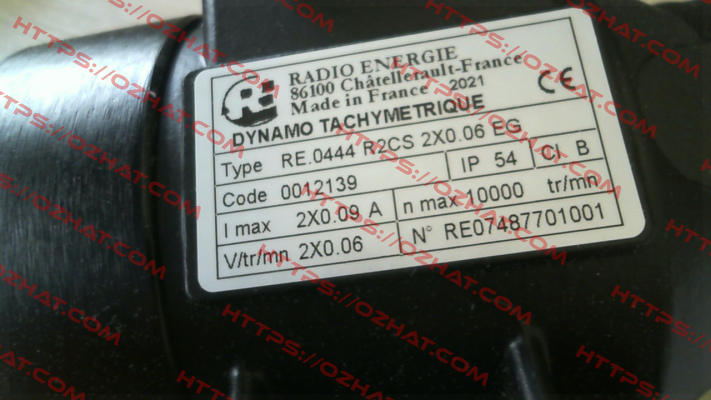 RADIO ENERGIE
86100 Châtellerault-France
Made in France 2021
CE
DYNAMO TACHYMETRIQUE
Type RE.0444 R2CS 2X0.06 EG
Code 0012139 IP 54 Cl. B
I max 2X0.09 A n max 10000 tr/mn
V/tr/mn 2X0.06 N° RE07487701001
HTTPS://OZHAT.COM